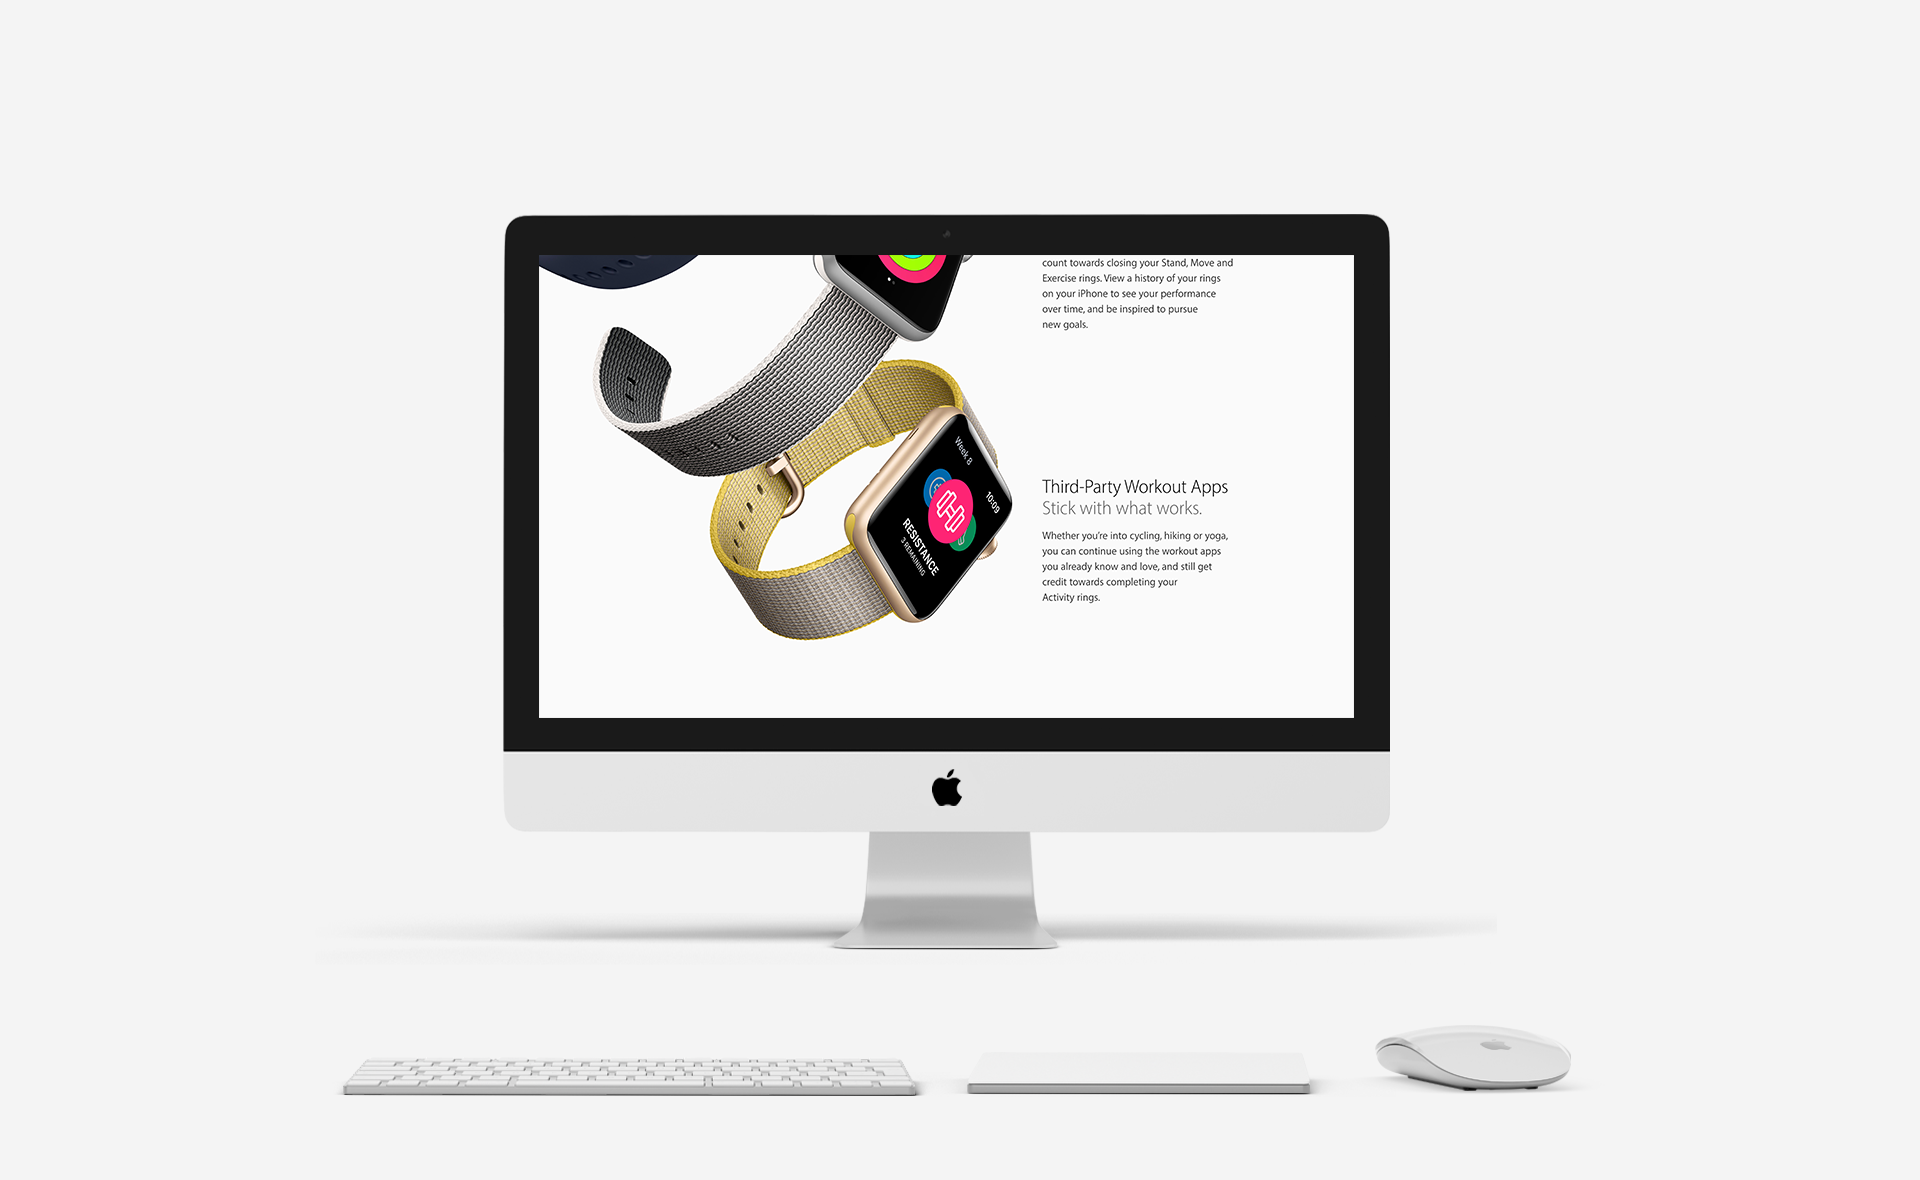 count towards closing your Stand, Move and
Exercise rings. View a history of your rings
on your iPhone to see your performance
over time, and be inspired to pursue
new goals.
Week 8
10:09
RESISTANCE
3 REMAINING
Third-Party Workout Apps
Stick with what works.
Whether you're into cycling, hiking or yoga,
you can continue using the workout apps
you already know and love, and still get
credit towards completing your
Activity rings.